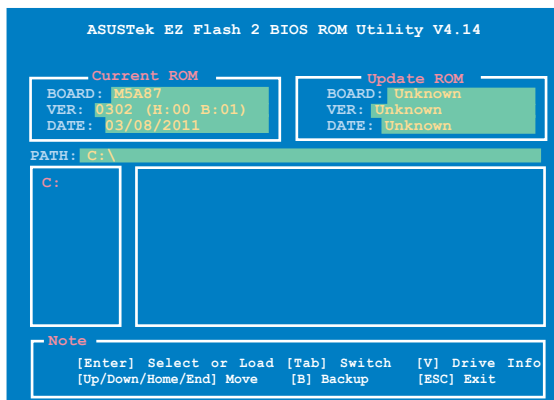 ASUSTek EZ Flash 2 BIOS ROM Utility V4.14
Current ROM
BOARD: M5A87
VER: 0302 (H:00 B:01)
DATE: 03/08/2011
Update ROM
BOARD: Unknown
VER: Unknown
DATE: Unknown
PATH: C:\
C:
Note
[Enter] Select or Load [Tab] Switch [V] Drive Info
[Up/Down/Home/End] Move [B] Backup [ESC] Exit